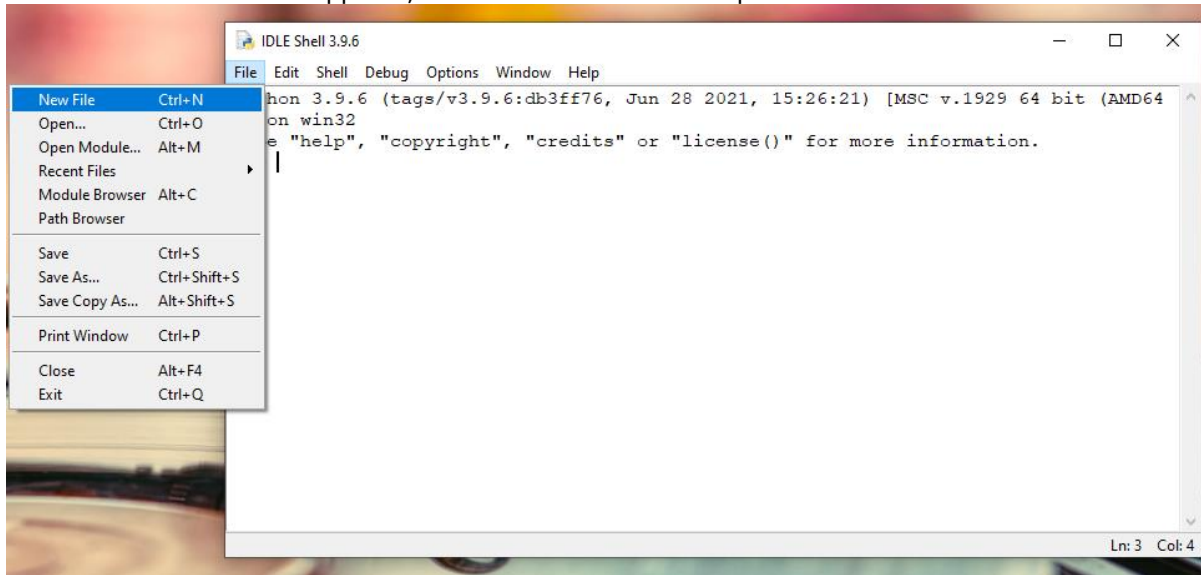 IDLE Shell 3.9.6
File Edit Shell Debug Options Window Help
hon 3.9.6 (tags/v3.9.6:db3ff76, Jun 28 2021, 15:26:21) [MSC v.1929 64 bit (AMD64
on win32
e "help", "copyright", "credits" or "license()" for more information.
New File Ctrl+N
Open... Ctrl+O
Open Module... Alt+M
Recent Files
Module Browser Alt+C
Path Browser
Save Ctrl+S
Save As... Ctrl+Shift+S
Save Copy As... Alt+Shift+S
Print Window Ctrl+P
Close Alt+F4
Exit Ctrl+Q
Ln: 3 Col: 4